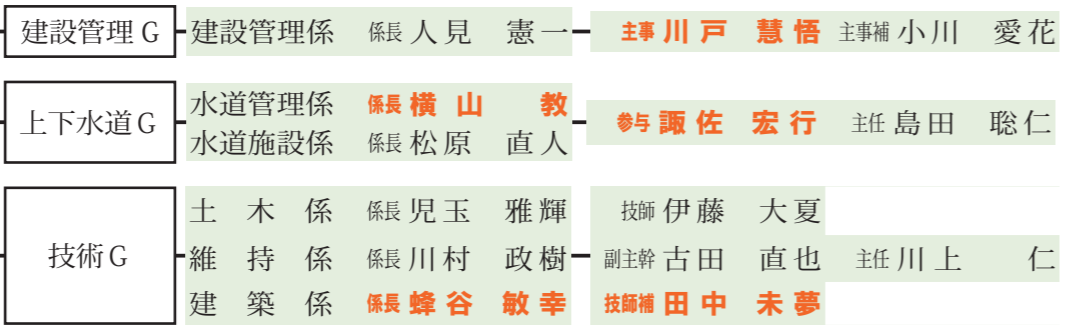 建設管理G 建設管理係 係長 人見 憲一 主事 川戸 慧悟 主事補 小川 愛花
上下水道G 水道管理係 係長 横山 教
水道施設係 係長 松原 直人 参与 諏佐 宏行 主任 島田 聡仁
土木係 係長 児玉 雅輝 技師 伊藤 大夏
技術G 維持係 係長 川村 政樹 副主幹 古田 直也 主任 川上 仁
建築係 係長 蜂谷 敏幸 技師補 田中 未夢